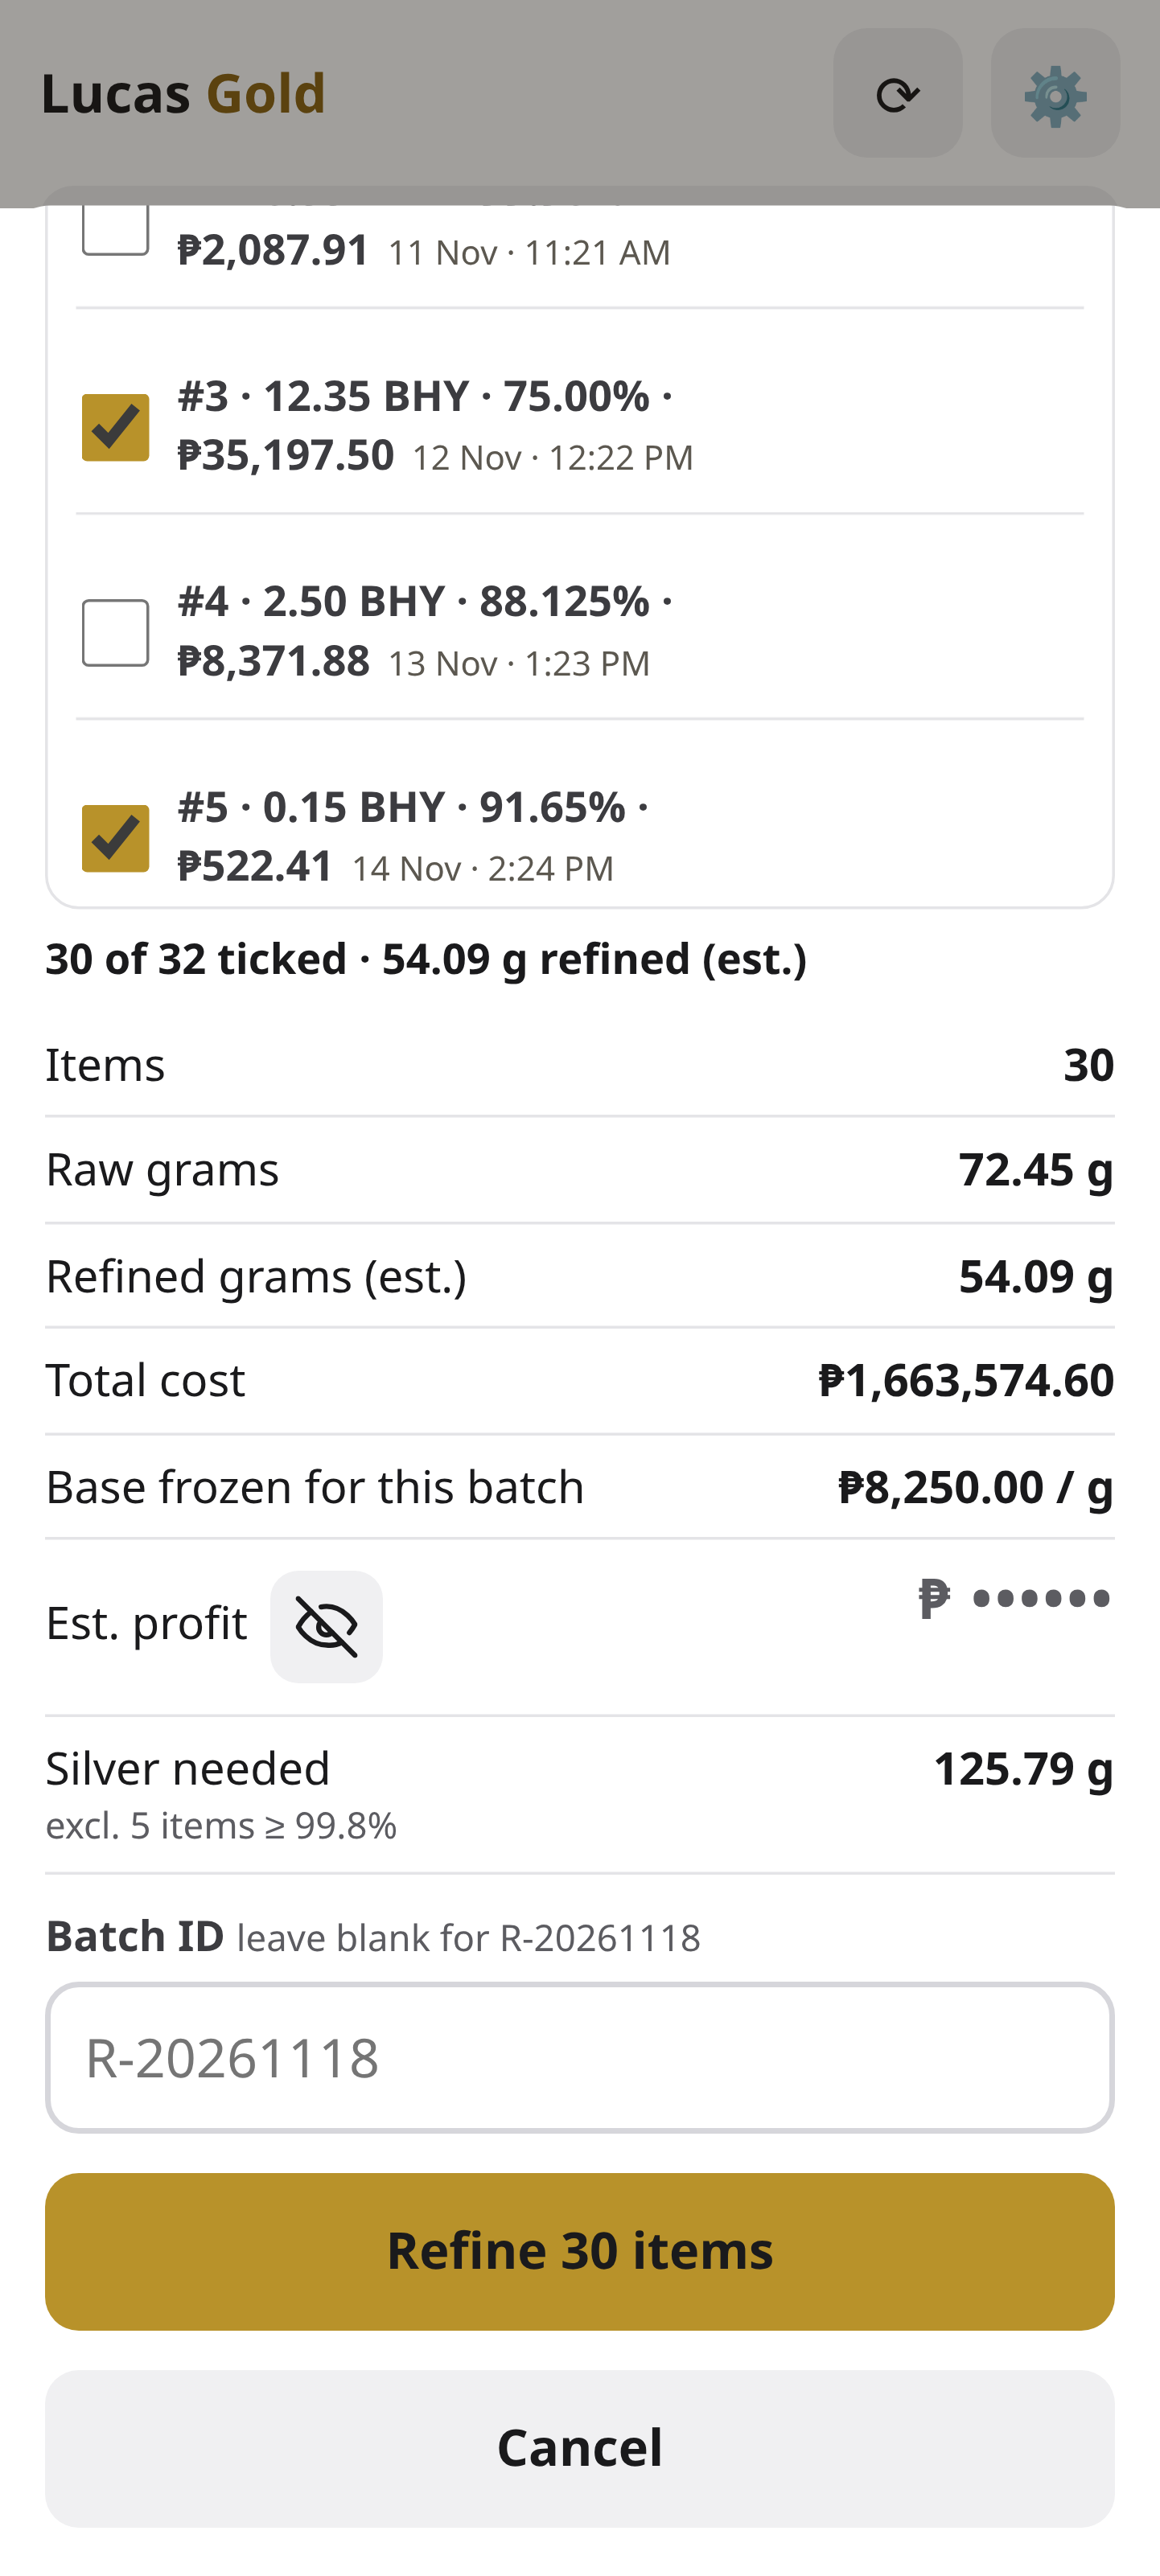 Lucas Gold
₱2,087.91 11 Nov · 11:21 AM
#3 · 12.35 BHY · 75.00% ·
₱35,197.50 12 Nov · 12:22 PM
#4 · 2.50 BHY · 88.125% ·
₱8,371.88 13 Nov · 1:23 PM
#5 · 0.15 BHY · 91.65% ·
₱522.41 14 Nov · 2:24 PM
30 of 32 ticked · 54.09 g refined (est.)
Items 30
Raw grams 72.45 g
Refined grams (est.) 54.09 g
Total cost ₱1,663,574.60
Base frozen for this batch ₱8,250.00 / g
Est. profit ₱ ••••••
Silver needed 125.79 g
excl. 5 items ≥ 99.8%
Batch ID leave blank for R-20261118
R-20261118
Refine 30 items
Cancel